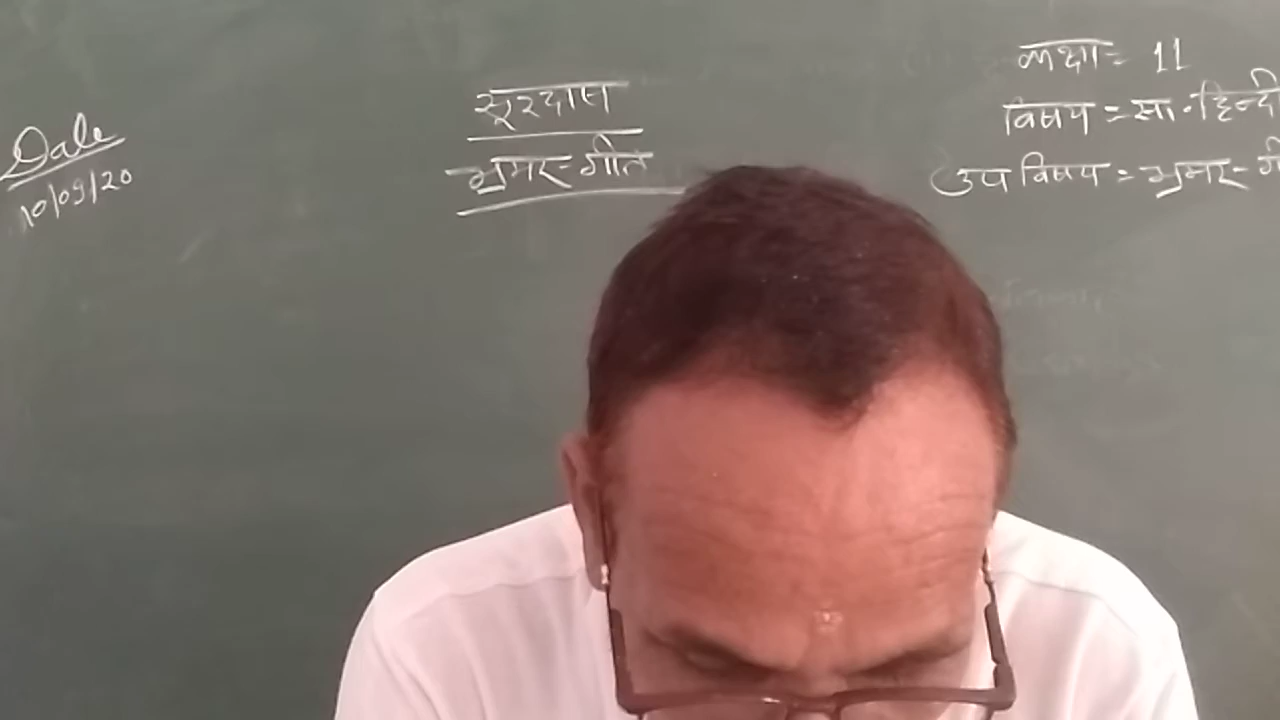 Date
10/09/20
सूरदास
भ्रमर-गीत
कक्षा = 11
विषय = सा. हिन्दी
उप विषय = भ्रमर-गी